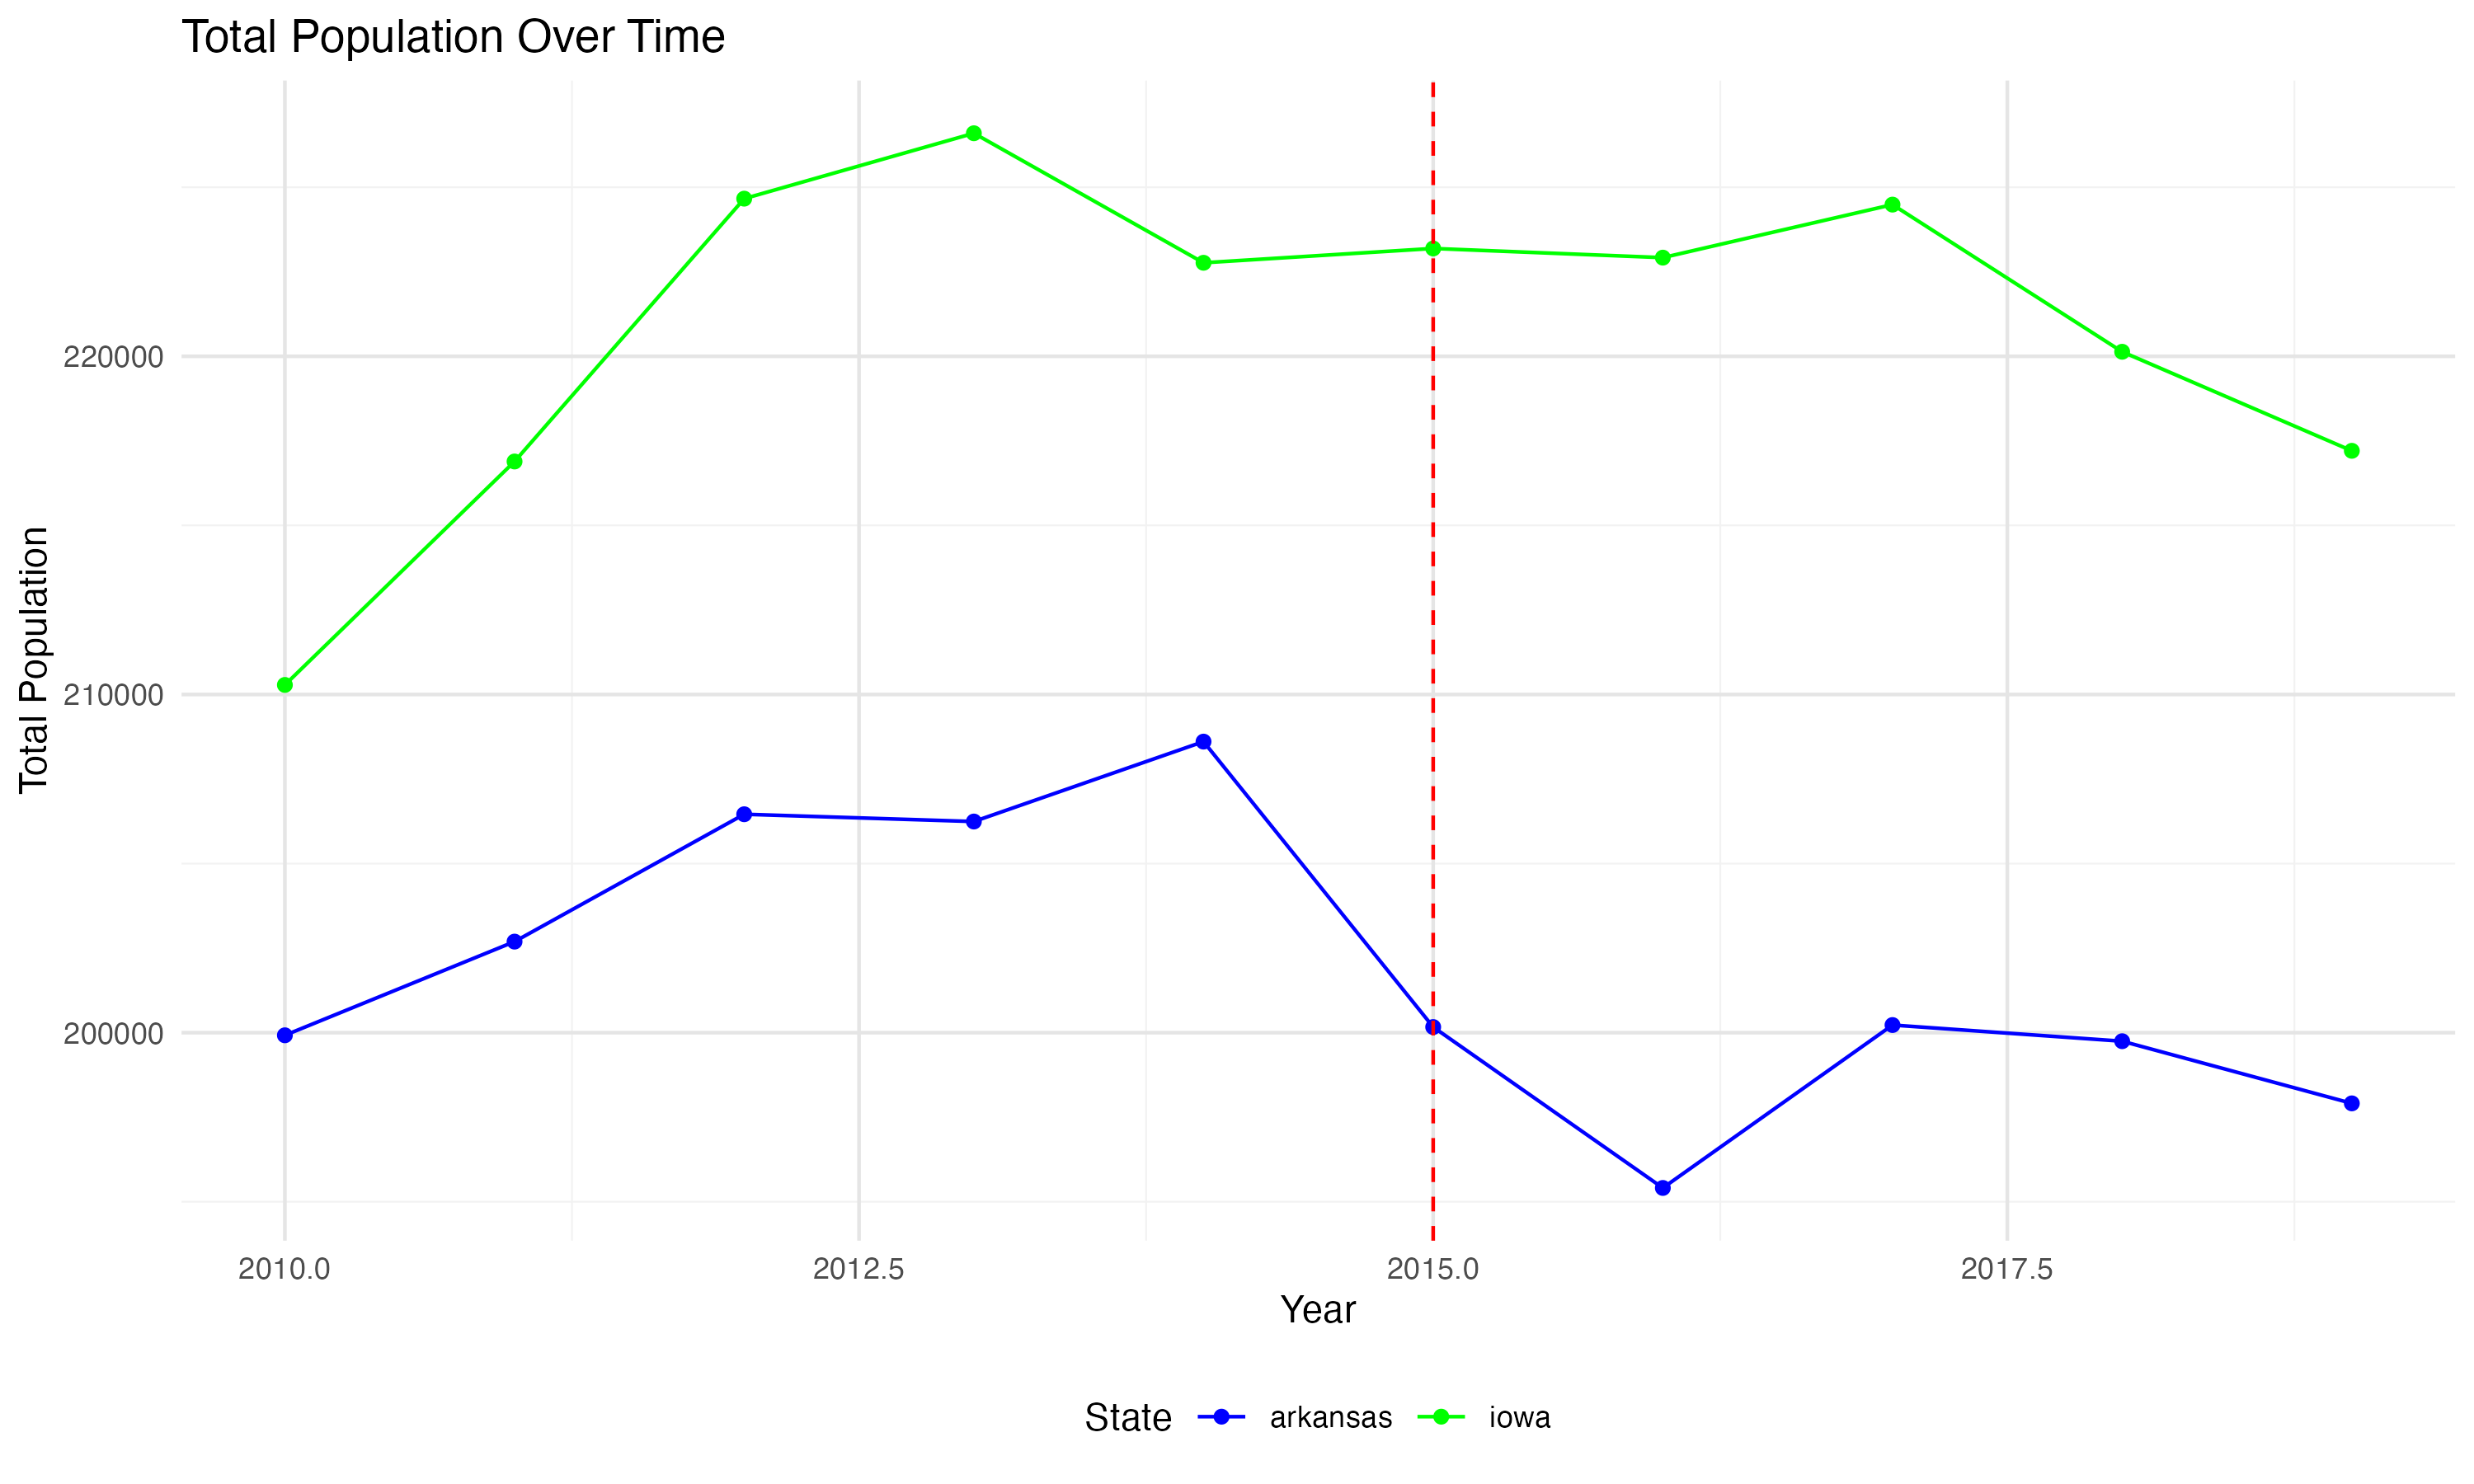 Total Population Over Time
Total Population
220000
210000
200000
2010.0 2012.5 2015.0 2017.5
Year
State arkansas iowa